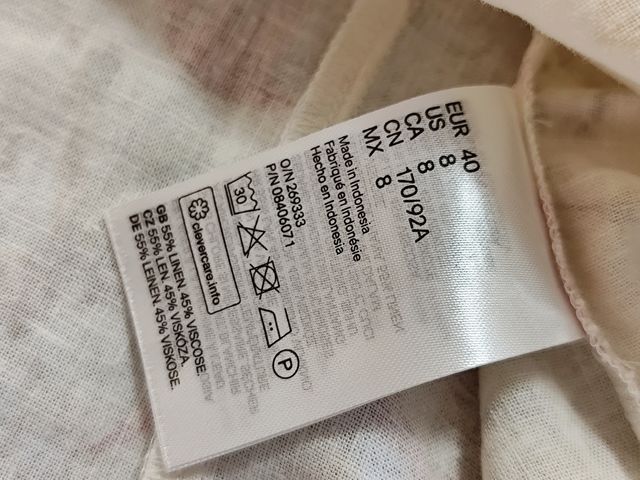 EUR 40
US 8
CA 8
CN 170/92A
MX 8
Made in Indonesia
Fabriqué en Indonésie
Hecho en Indonesia
O/N 269333
P/N 08406071
30
P
clevercare.info
GB 55% LINEN. 45% VISCOSE.
CZ 55% LEN. 45% VISKÓZA.
DE 55% LEINEN. 45% VISKOSE.